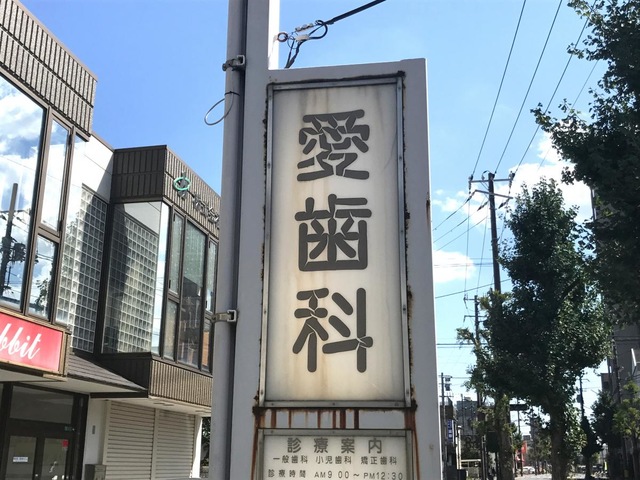 愛歯科
診療案内
一般歯科 小児歯科 矯正歯科
診療時間 AM9:00～PM12:30
bbit